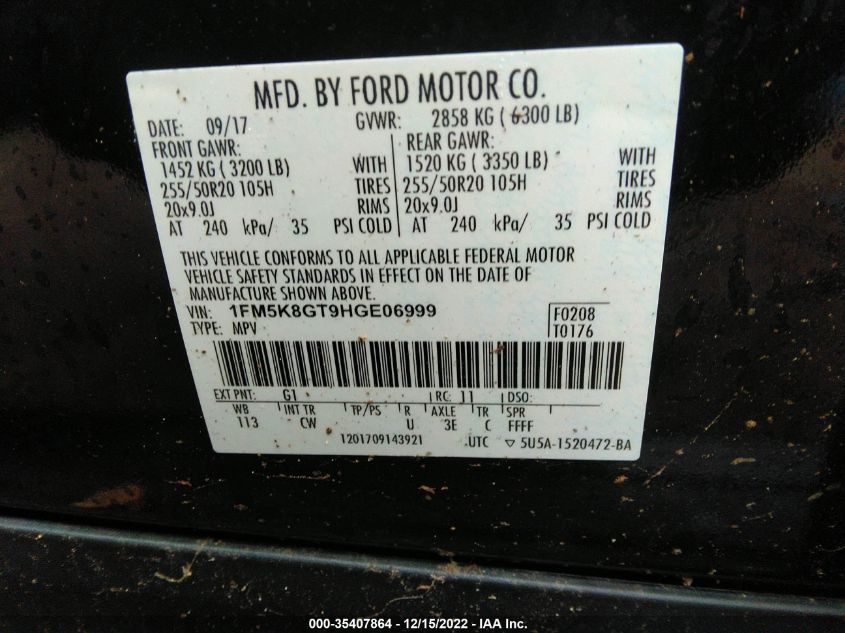 MFD. BY FORD MOTOR CO.
DATE: 09/17 GVWR: 2858 KG ( 6300 LB)
FRONT GAWR: REAR GAWR:
1452 KG ( 3200 LB) WITH 1520 KG ( 3350 LB) WITH
255/50R20 105H TIRES 255/50R20 105H TIRES
20x9.0J RIMS 20x9.0J RIMS
AT 240 kPa/ 35 PSI COLD AT 240 kPa/ 35 PSI COLD
THIS VEHICLE CONFORMS TO ALL APPLICABLE FEDERAL MOTOR
VEHICLE SAFETY STANDARDS IN EFFECT ON THE DATE OF
MANUFACTURE SHOWN ABOVE.
VIN: 1FM5K8GT9HGE06999 F0208
TYPE: MPV T0176
EXT PNT: G1 RC: 11 DSO:
WB INT TR TP/PS R AXLE TR SPR
113 CW U 3E C FFFF
1201709143921 UTC ▽ 5U5A-1520472-BA
000-35407864 - 12/15/2022 - IAA Inc.